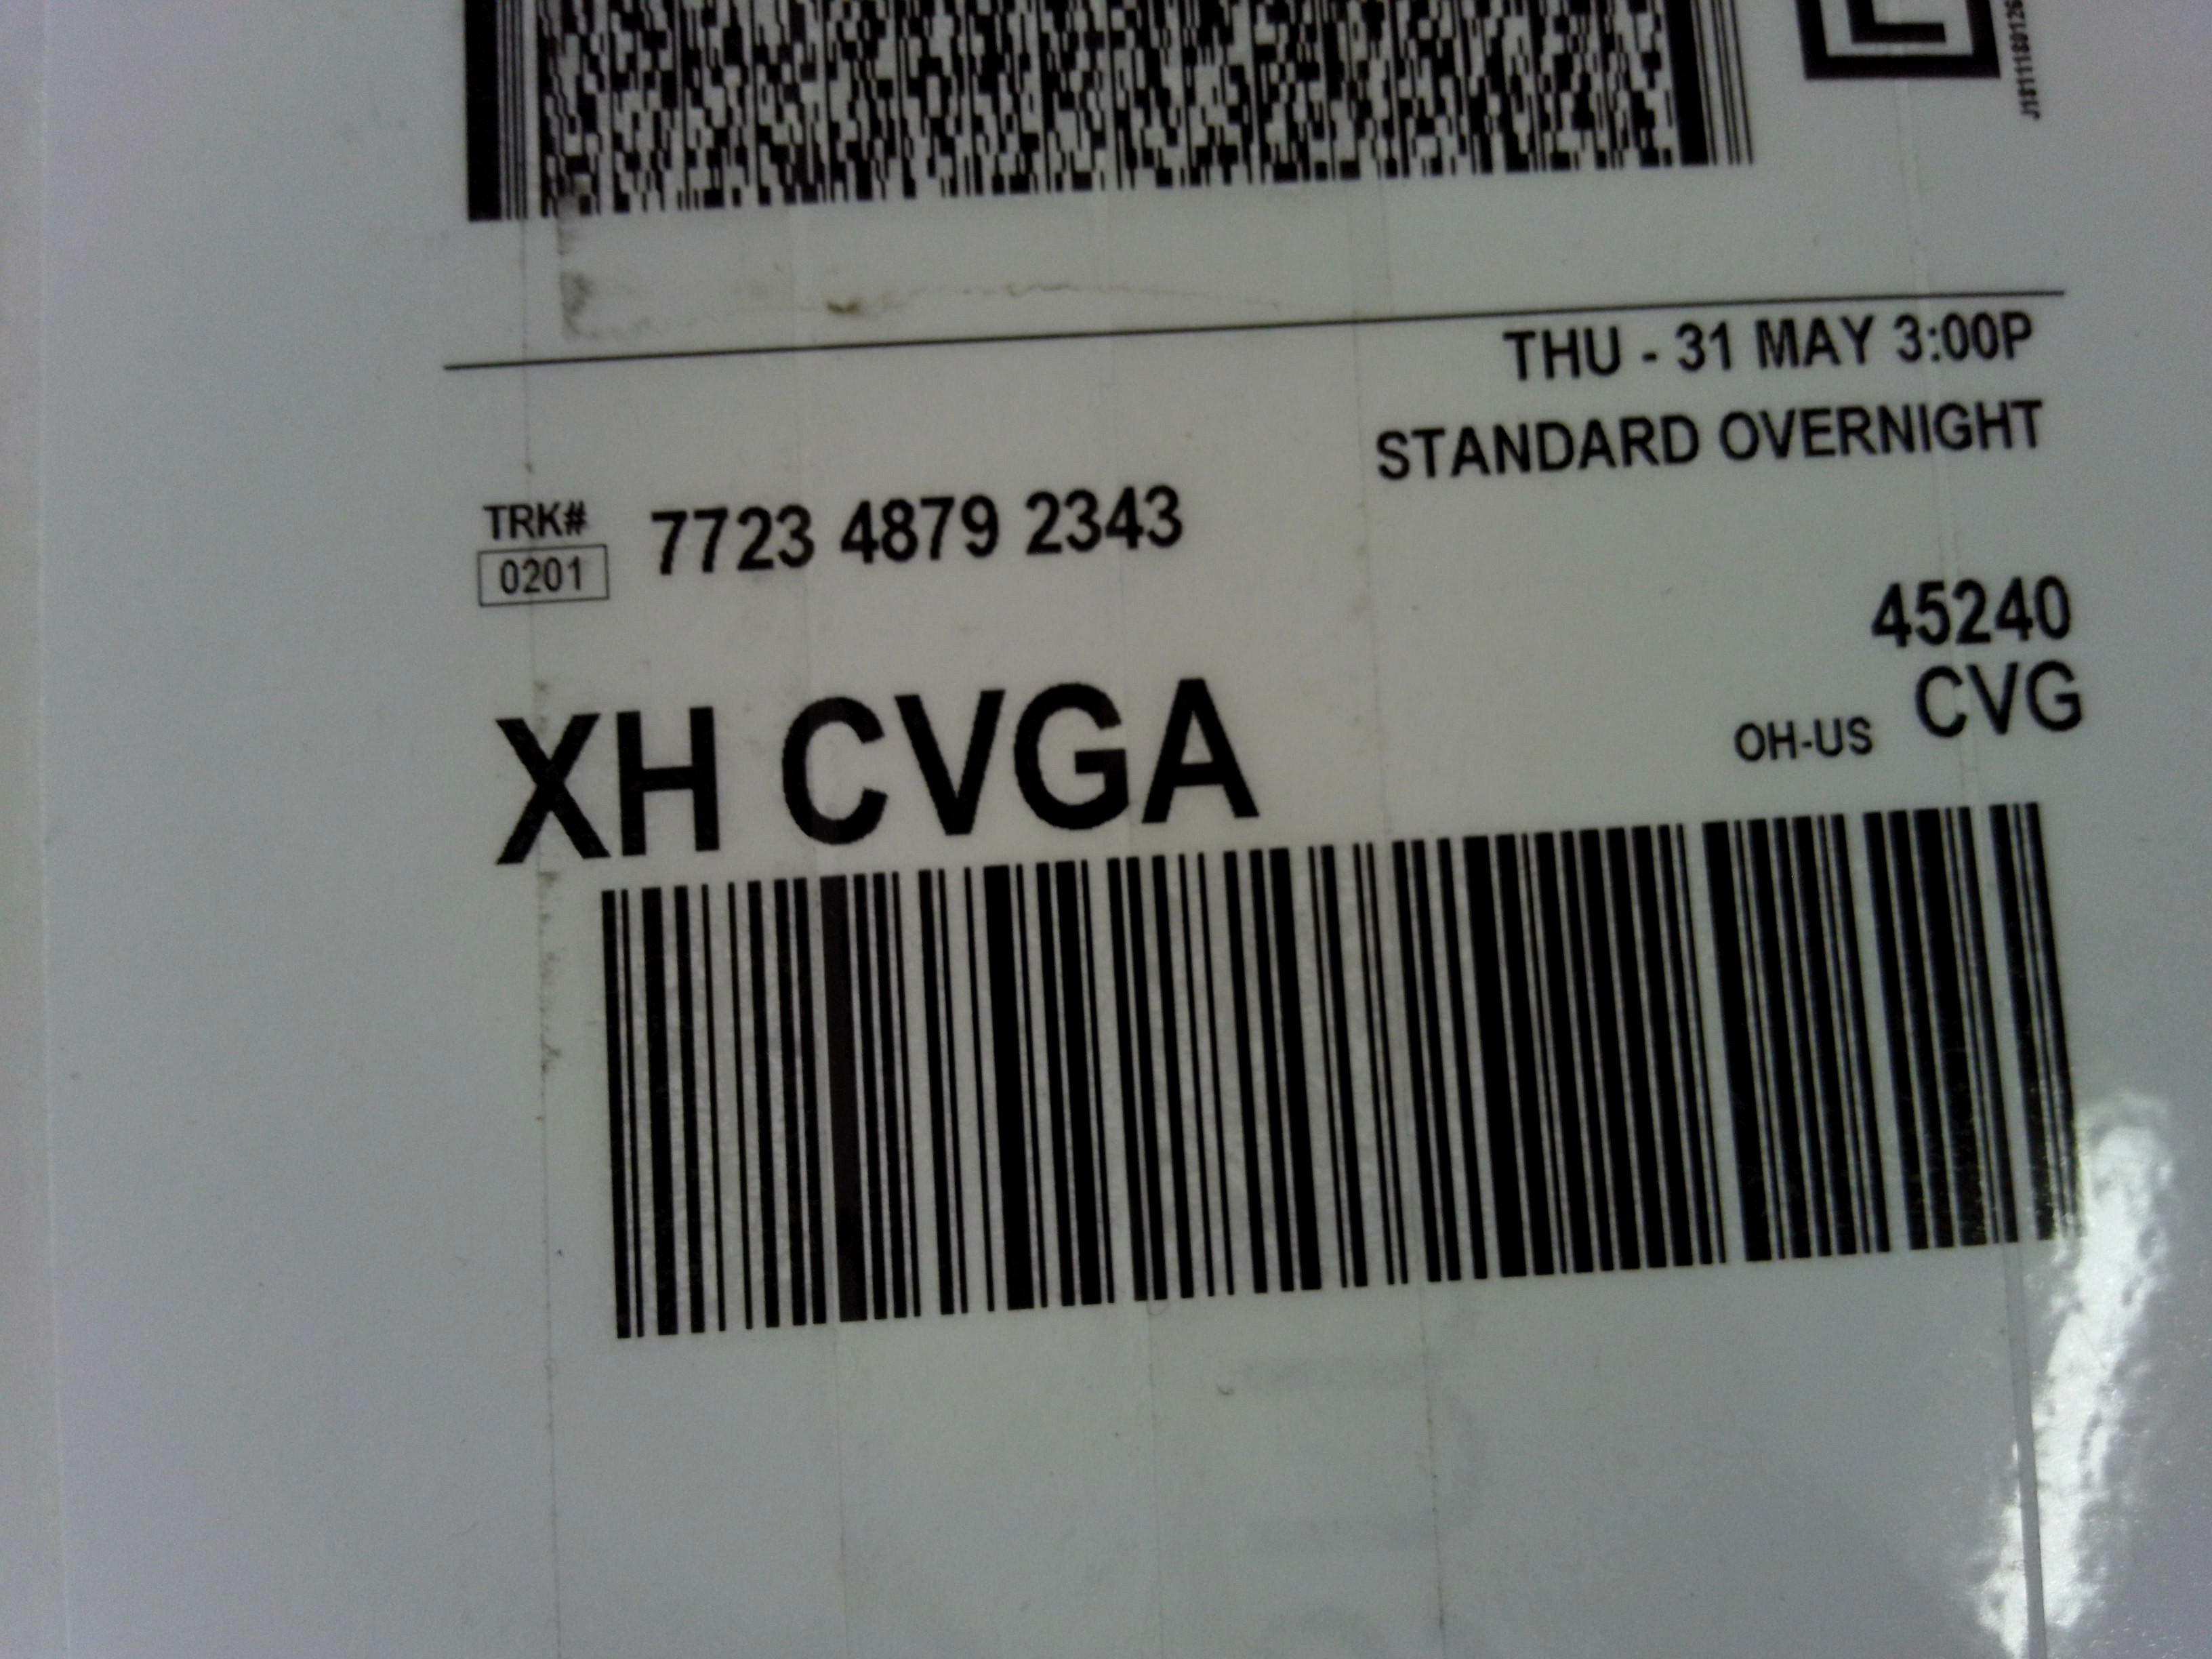 THU - 31 MAY 3:00P
STANDARD OVERNIGHT
TRK#
0201
7723 4879 2343
45240
XH CVGA
OH-US CVG